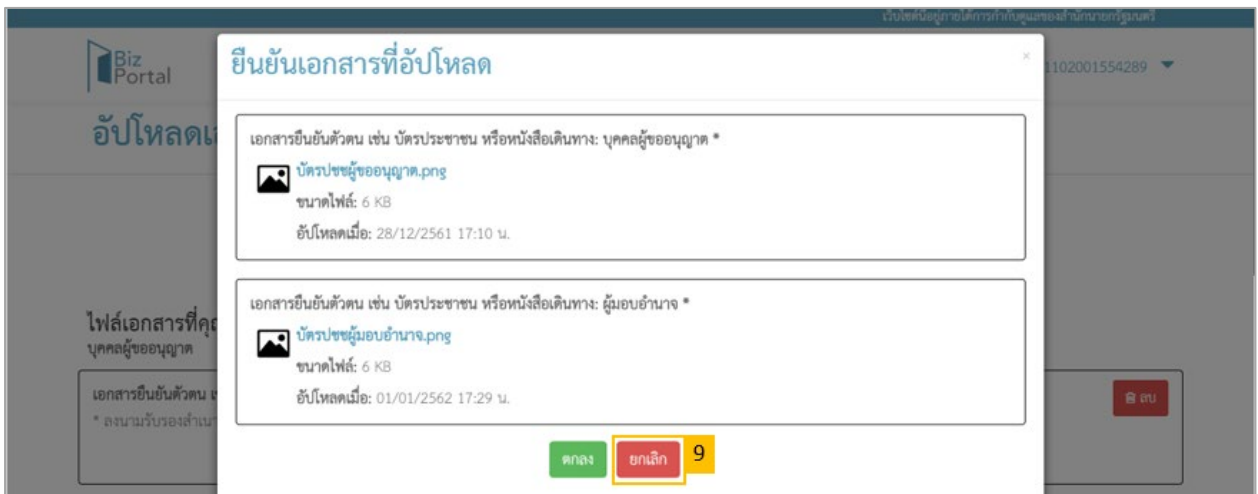 เว็บไซต์นี้อยู่ภายใต้การกำกับดูแลของสำนักนายกรัฐมนตรี
Biz
Portal
ยืนยันเอกสารที่อัปโหลด
×
1102001554289
อัปโหลดเ
เอกสารยืนยันตัวตน เช่น บัตรประชาชน หรือหนังสือเดินทาง: บุคคลผู้ขออนุญาต *
บัตรปชชผู้ขออนุญาต.png
ขนาดไฟล์: 6 KB
อัปโหลดเมื่อ: 28/12/2561 17:10 น.
เอกสารยืนยันตัวตน เช่น บัตรประชาชน หรือหนังสือเดินทาง: ผู้มอบอำนาจ *
บัตรปชชผู้มอบอำนาจ.png
ขนาดไฟล์: 6 KB
อัปโหลดเมื่อ: 01/01/2562 17:29 น.
ไฟล์เอกสารที่คุ
บุคคลผู้ขออนุญาต
เอกสารยืนยันตัวตน เ
* ลงนามรับรองสำเนา
ลบ
ตกลง
ยกเลิก
9